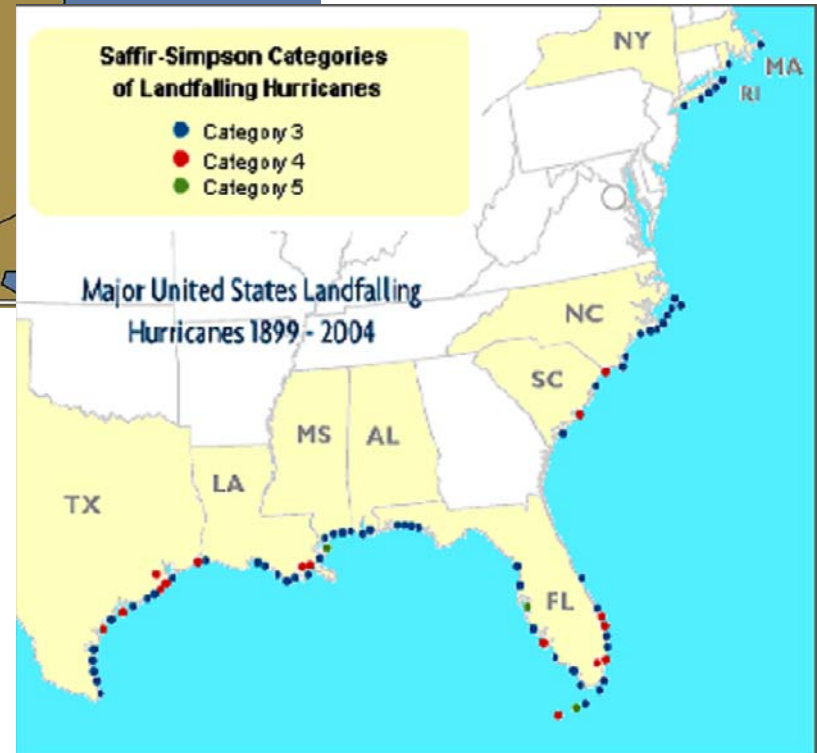 Saffir-Simpson Categories
of Landfalling Hurricanes
Category 3
Category 4
Category 5
Major United States Landfalling
Hurricanes 1899 - 2004
NY
MA
RI
NC
SC
MS
AL
LA
TX
FL